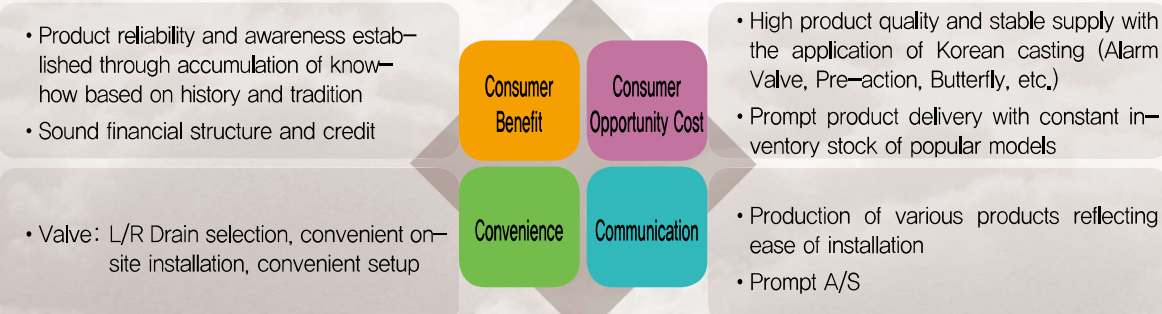 • Product reliability and awareness estab-
lished through accumulation of know-
how based on history and tradition
• Sound financial structure and credit
Consumer
Benefit
Consumer
Opportunity Cost
• High product quality and stable supply with
the application of Korean casting (Alarm
Valve, Pre-action, Butterfly, etc.)
• Prompt product delivery with constant in-
ventory stock of popular models
• Valve: L/R Drain selection, convenient on-
site installation, convenient setup
Convenience
Communication
• Production of various products reflecting
ease of installation
• Prompt A/S